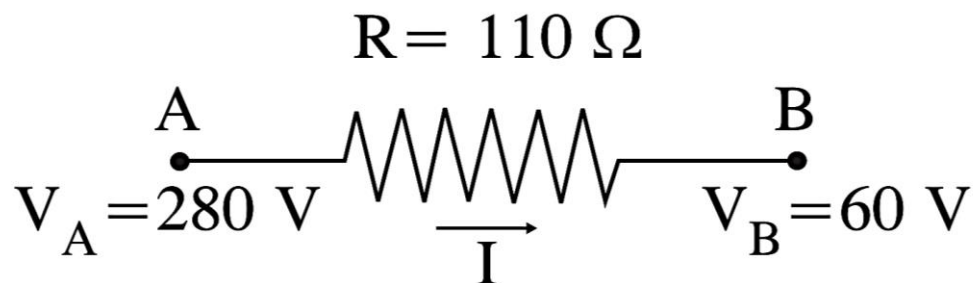 R= 110 Ω
A B
V_A=280 V V_B=60 V
I